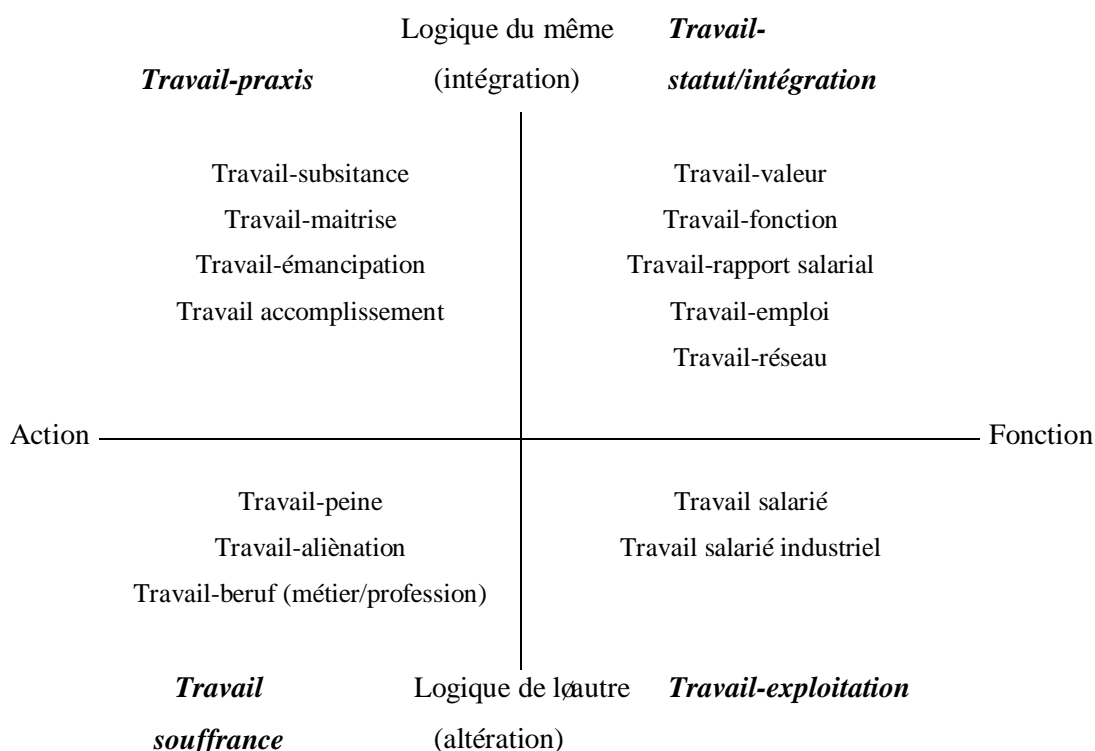 Logique du même
Travail-
Travail-praxis
(intégration)
statut/intégration
Travail-subsitance
Travail-valeur
Travail-maitrise
Travail-fonction
Travail-émancipation
Travail-rapport salarial
Travail accomplissement
Travail-emploi
Travail-réseau
Action
Fonction
Travail-peine
Travail salarié
Travail-aliènation
Travail salarié industriel
Travail-beruf (métier/profession)
Travail
Logique de løautre
Travail-exploitation
souffrance
(altération)